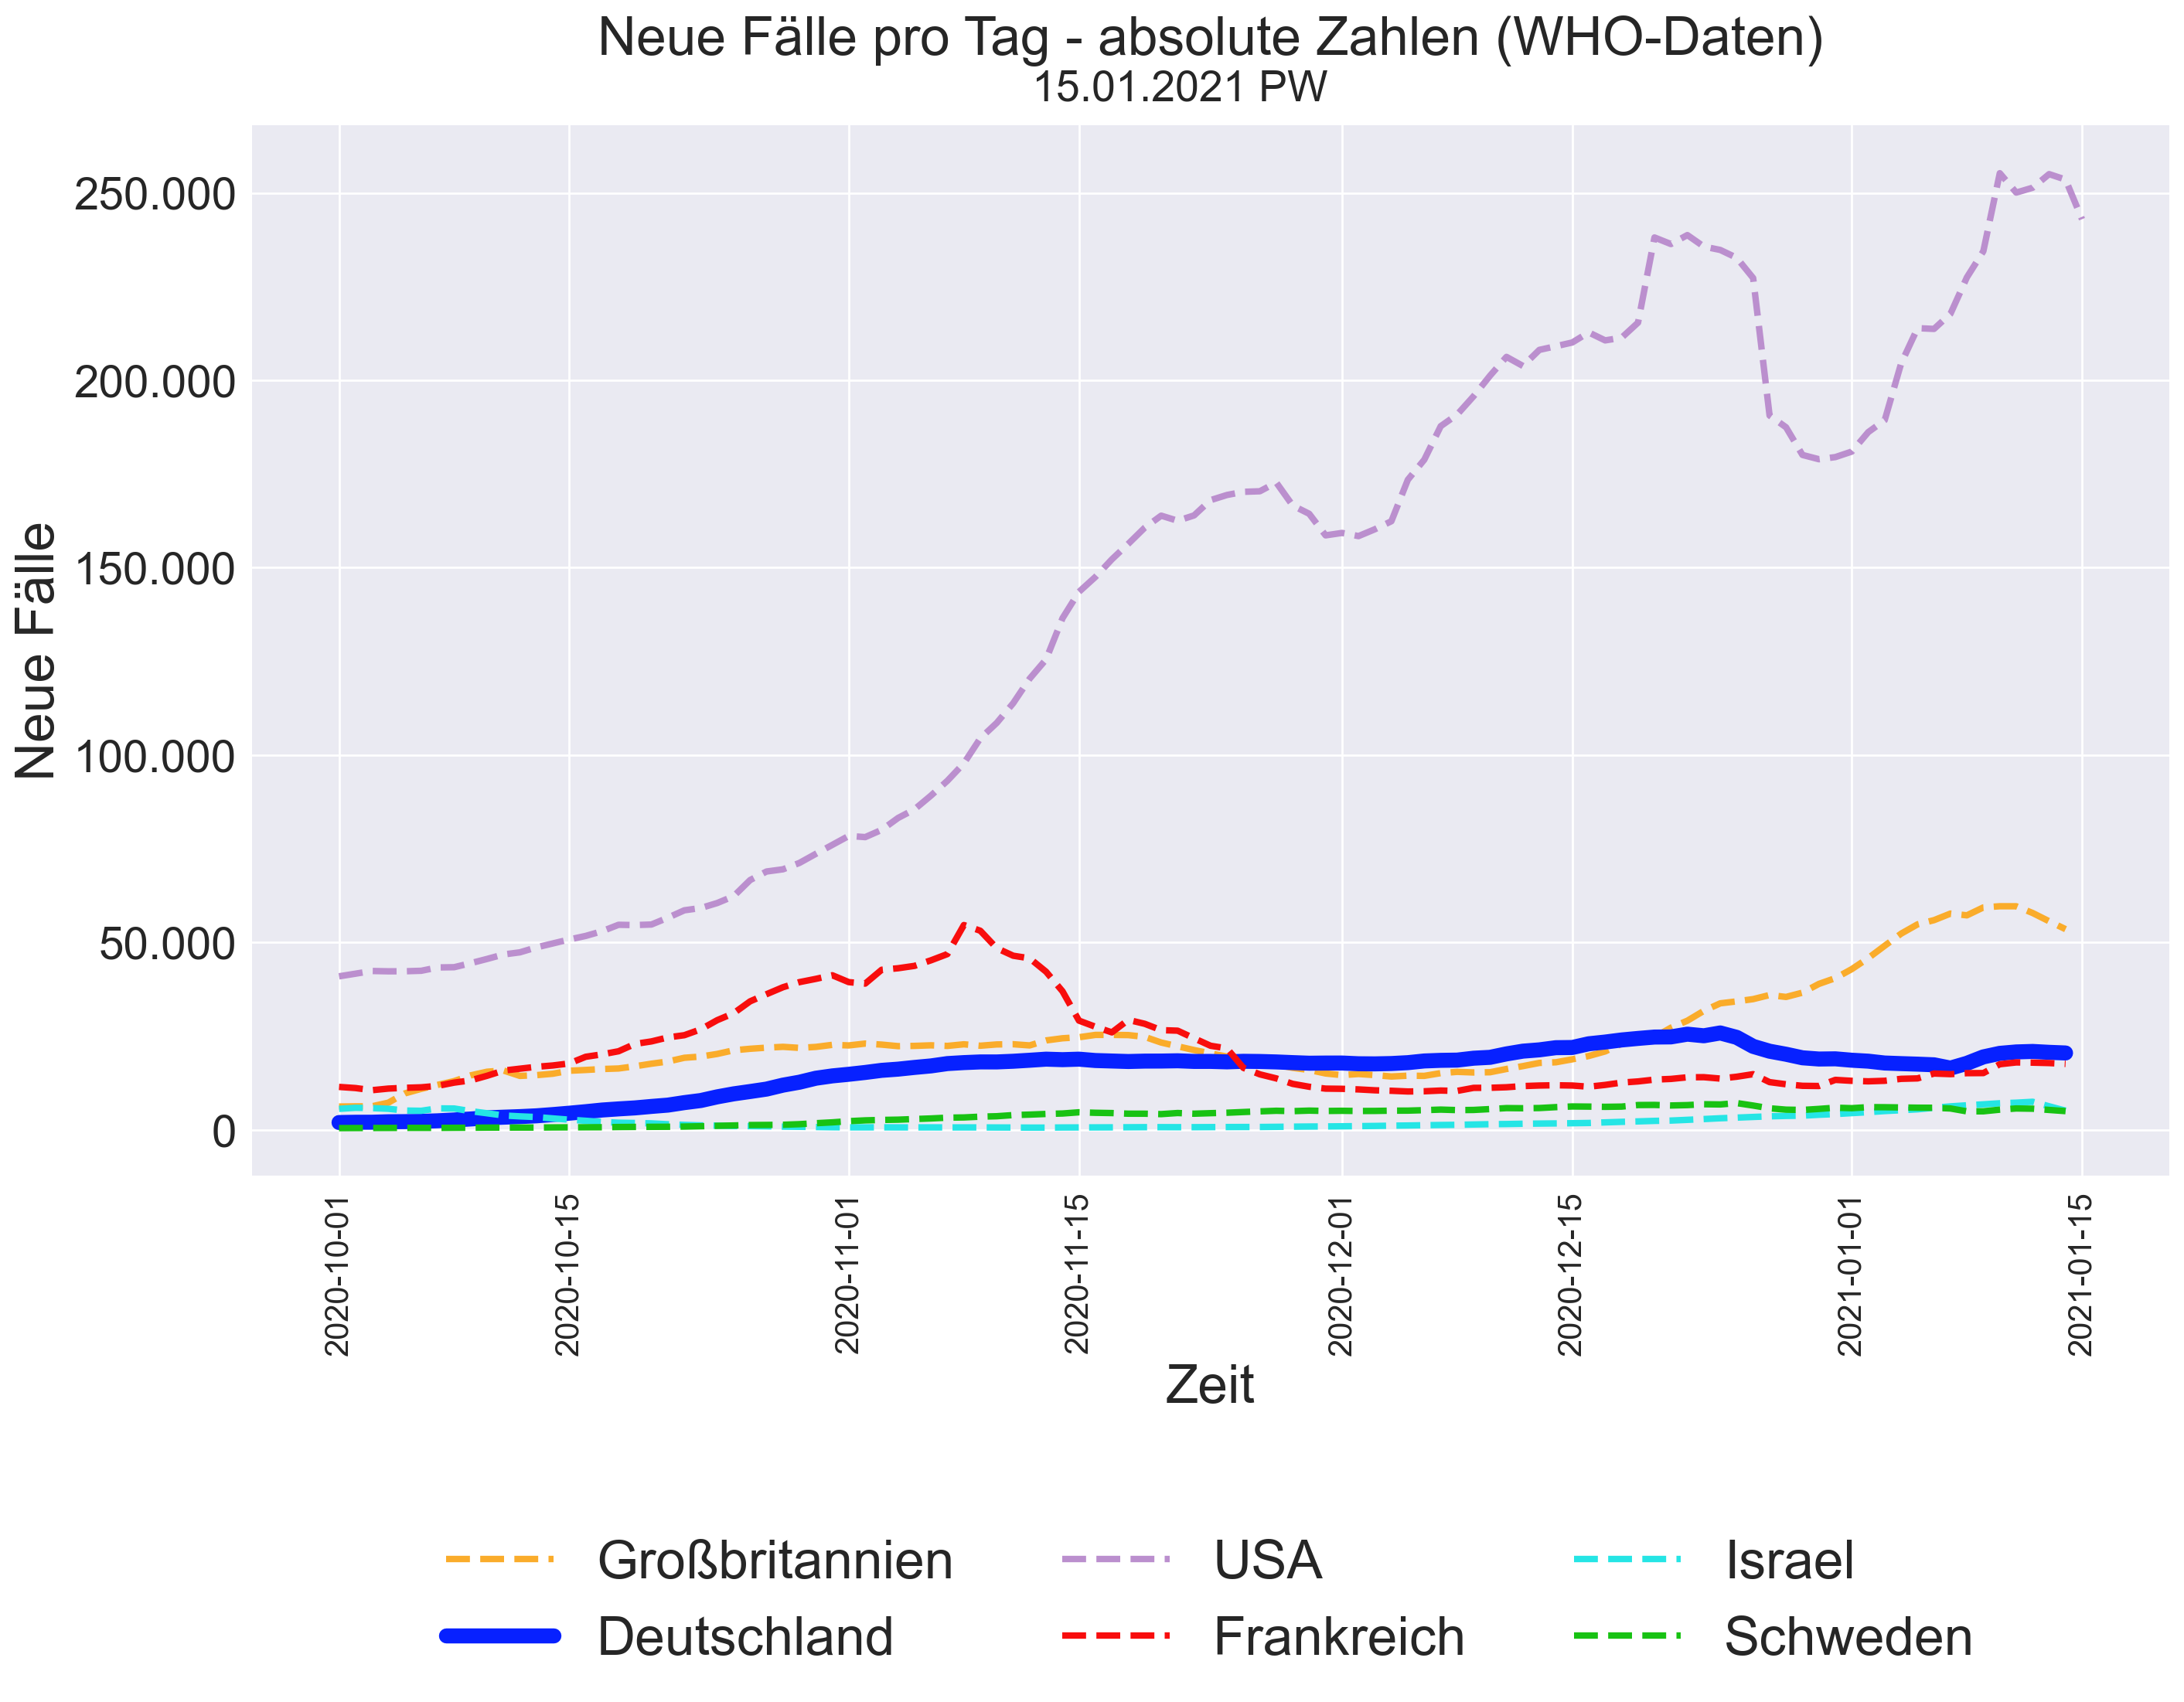 Neue Fälle pro Tag - absolute Zahlen (WHO-Daten)
15.01.2021 PW
Neue Fälle
250.000
200.000
150.000
100.000
50.000
0
2020-10-01
2020-10-15
2020-11-01
2020-11-15
2020-12-01
2020-12-15
2021-01-01
2021-01-15
Zeit
Großbritannien
USA
Israel
Deutschland
Frankreich
Schweden